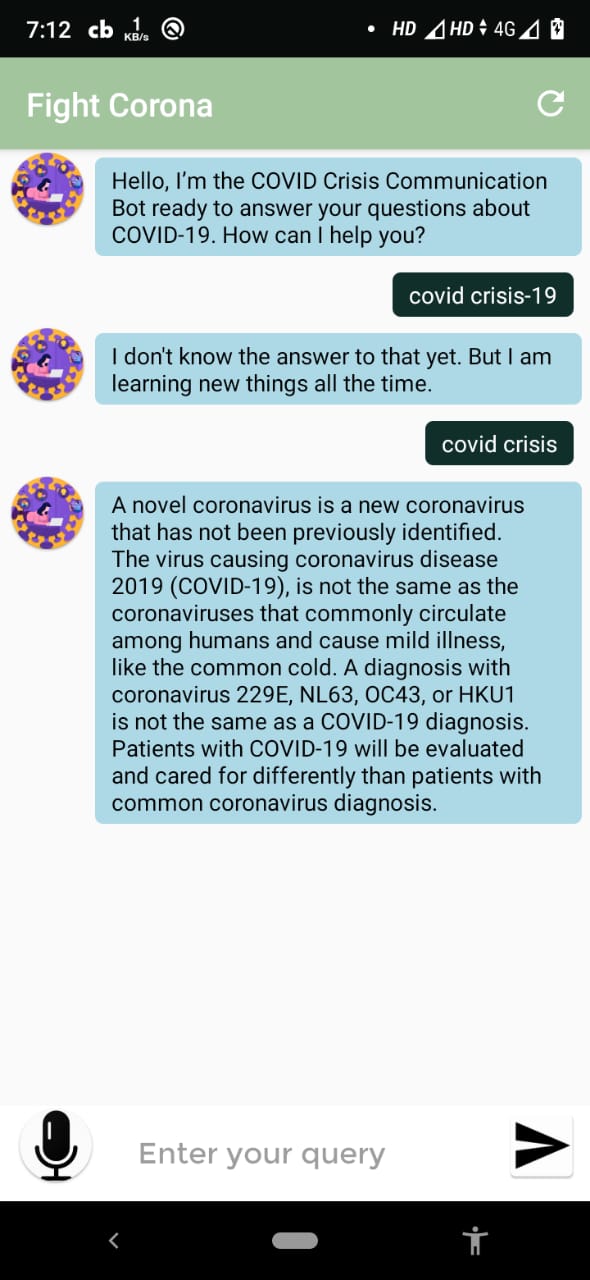 7:12 cb 1 KB/s HD HD 4G
Fight Corona
Hello, I’m the COVID Crisis Communication
Bot ready to answer your questions about
COVID-19. How can I help you?
covid crisis-19
I don't know the answer to that yet. But I am
learning new things all the time.
covid crisis
A novel coronavirus is a new coronavirus
that has not been previously identified.
The virus causing coronavirus disease
2019 (COVID-19), is not the same as the
coronaviruses that commonly circulate
among humans and cause mild illness,
like the common cold. A diagnosis with
coronavirus 229E, NL63, OC43, or HKU1
is not the same as a COVID-19 diagnosis.
Patients with COVID-19 will be evaluated
and cared for differently than patients with
common coronavirus diagnosis.
Enter your query